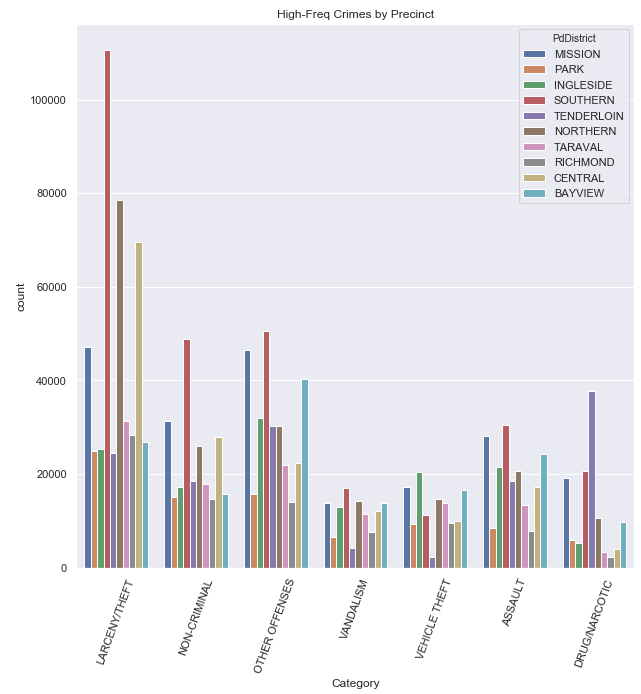 High-Freq Crimes by Precinct
PdDistrict
MISSION
PARK
INGLESIDE
SOUTHERN
TENDERLOIN
NORTHERN
TARAVAL
RICHMOND
CENTRAL
BAYVIEW
count
100000
80000
60000
40000
20000
0
LARCENY/THEFT
NON-CRIMINAL
OTHER OFFENSES
VANDALISM
VEHICLE THEFT
ASSAULT
DRUG/NARCOTIC
Category